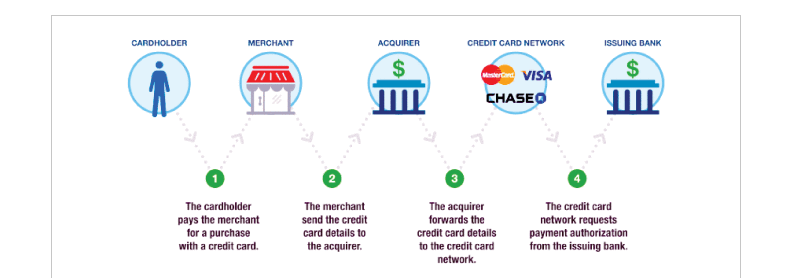 CARDHOLDER
MERCHANT
ACQUIRER
CREDIT CARD NETWORK
ISSUING BANK
$
MasterCard
VISA
CHASE
$
1
2
3
4
The cardholder
pays the merchant
for a purchase
with a credit card.
The merchant
send the credit
card details to
the acquirer.
The acquirer
forwards the
credit card details
to the credit card
network.
The credit card
network requests
payment authorization
from the issuing bank.